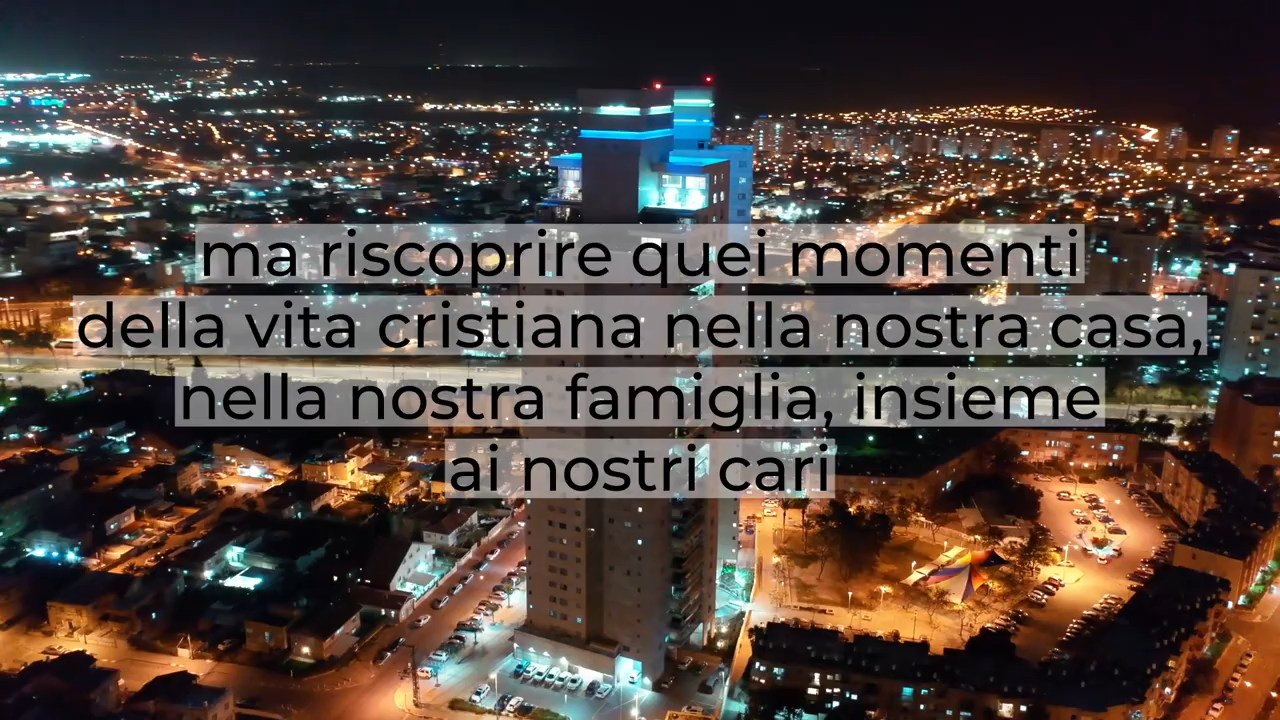 ma riscoprire quei momenti
della vita cristiana nella nostra casa,
nella nostra famiglia, insieme
ai nostri cari